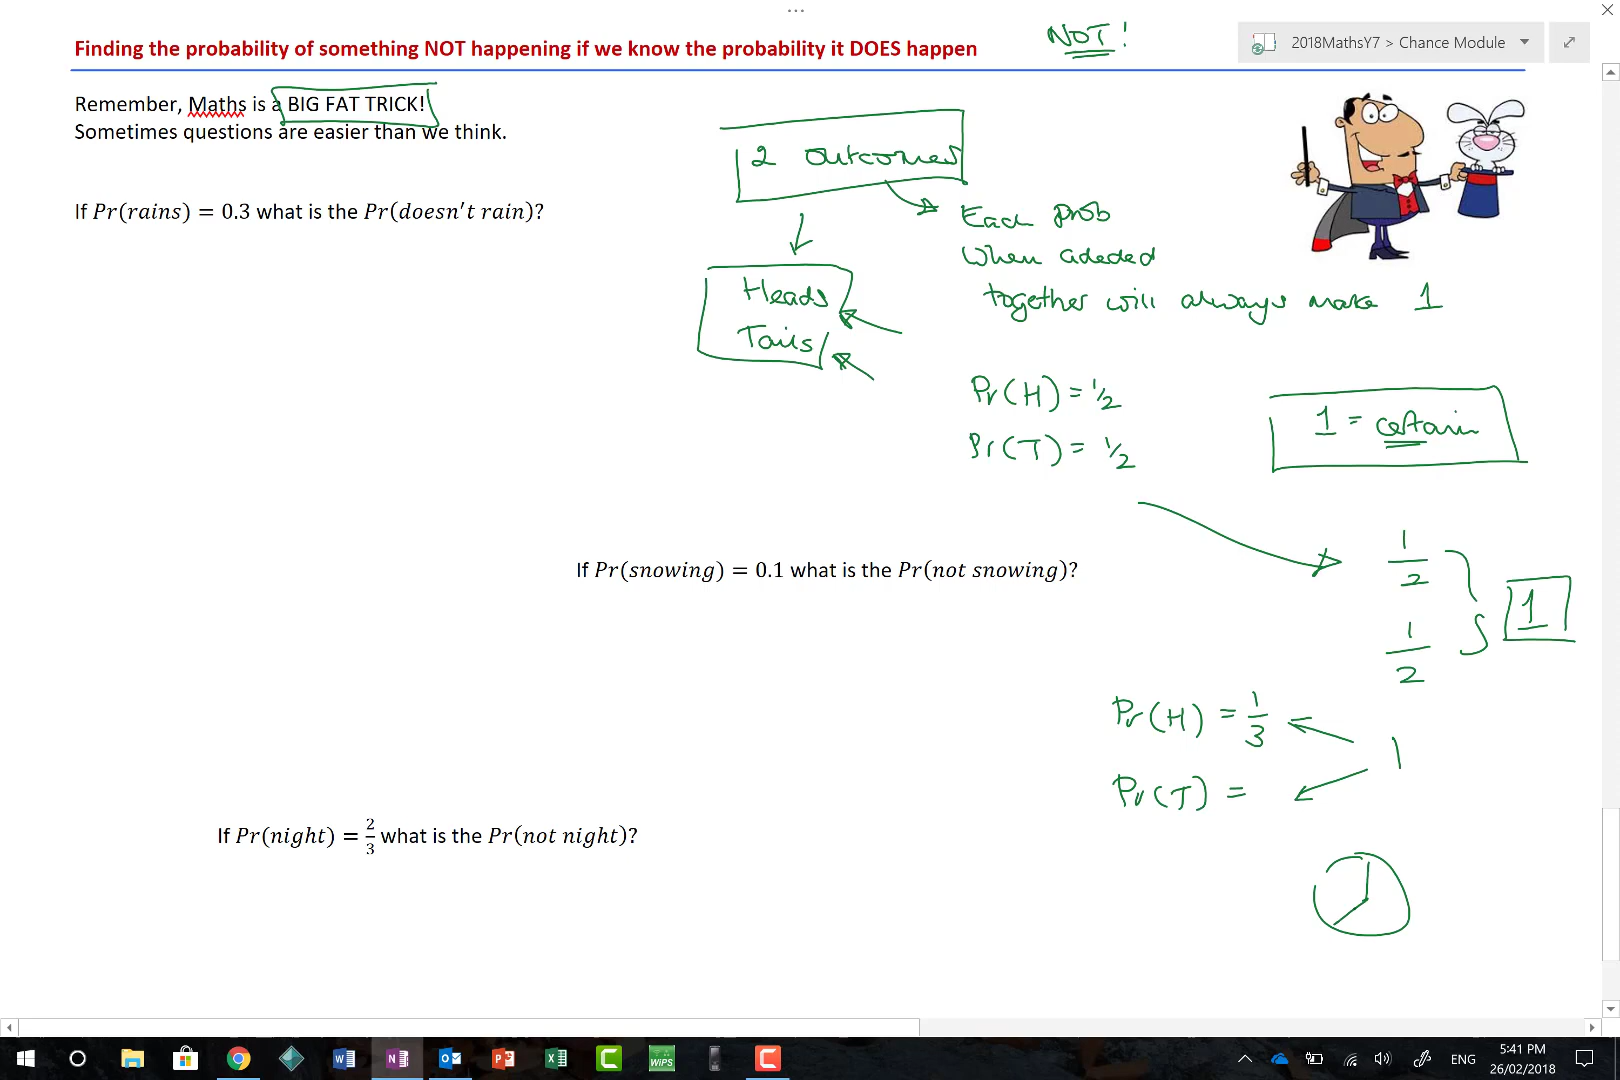 Finding the probability of something NOT happening if we know the probability it DOES happen
NOT!
2018MathsY7 > Chance Module
Remember, Maths is a BIG FAT TRICK!
Sometimes questions are easier than we think.
2 outcomes
If Pr(rains) = 0.3 what is the Pr(doesn't rain)?
Each prob
when adeded
together will always make 1
Heads
Tails
Pr(H) = 1/2
Pr(T) = 1/2
1 = certain
If Pr(snowing) = 0.1 what is the Pr(not snowing)?
1/2
1/2
1
Pr(H) = 1/3
1
Pr(T) =
If Pr(night) = 2/3 what is the Pr(not night)?
WiPS
ENG
5:41 PM
26/02/2018